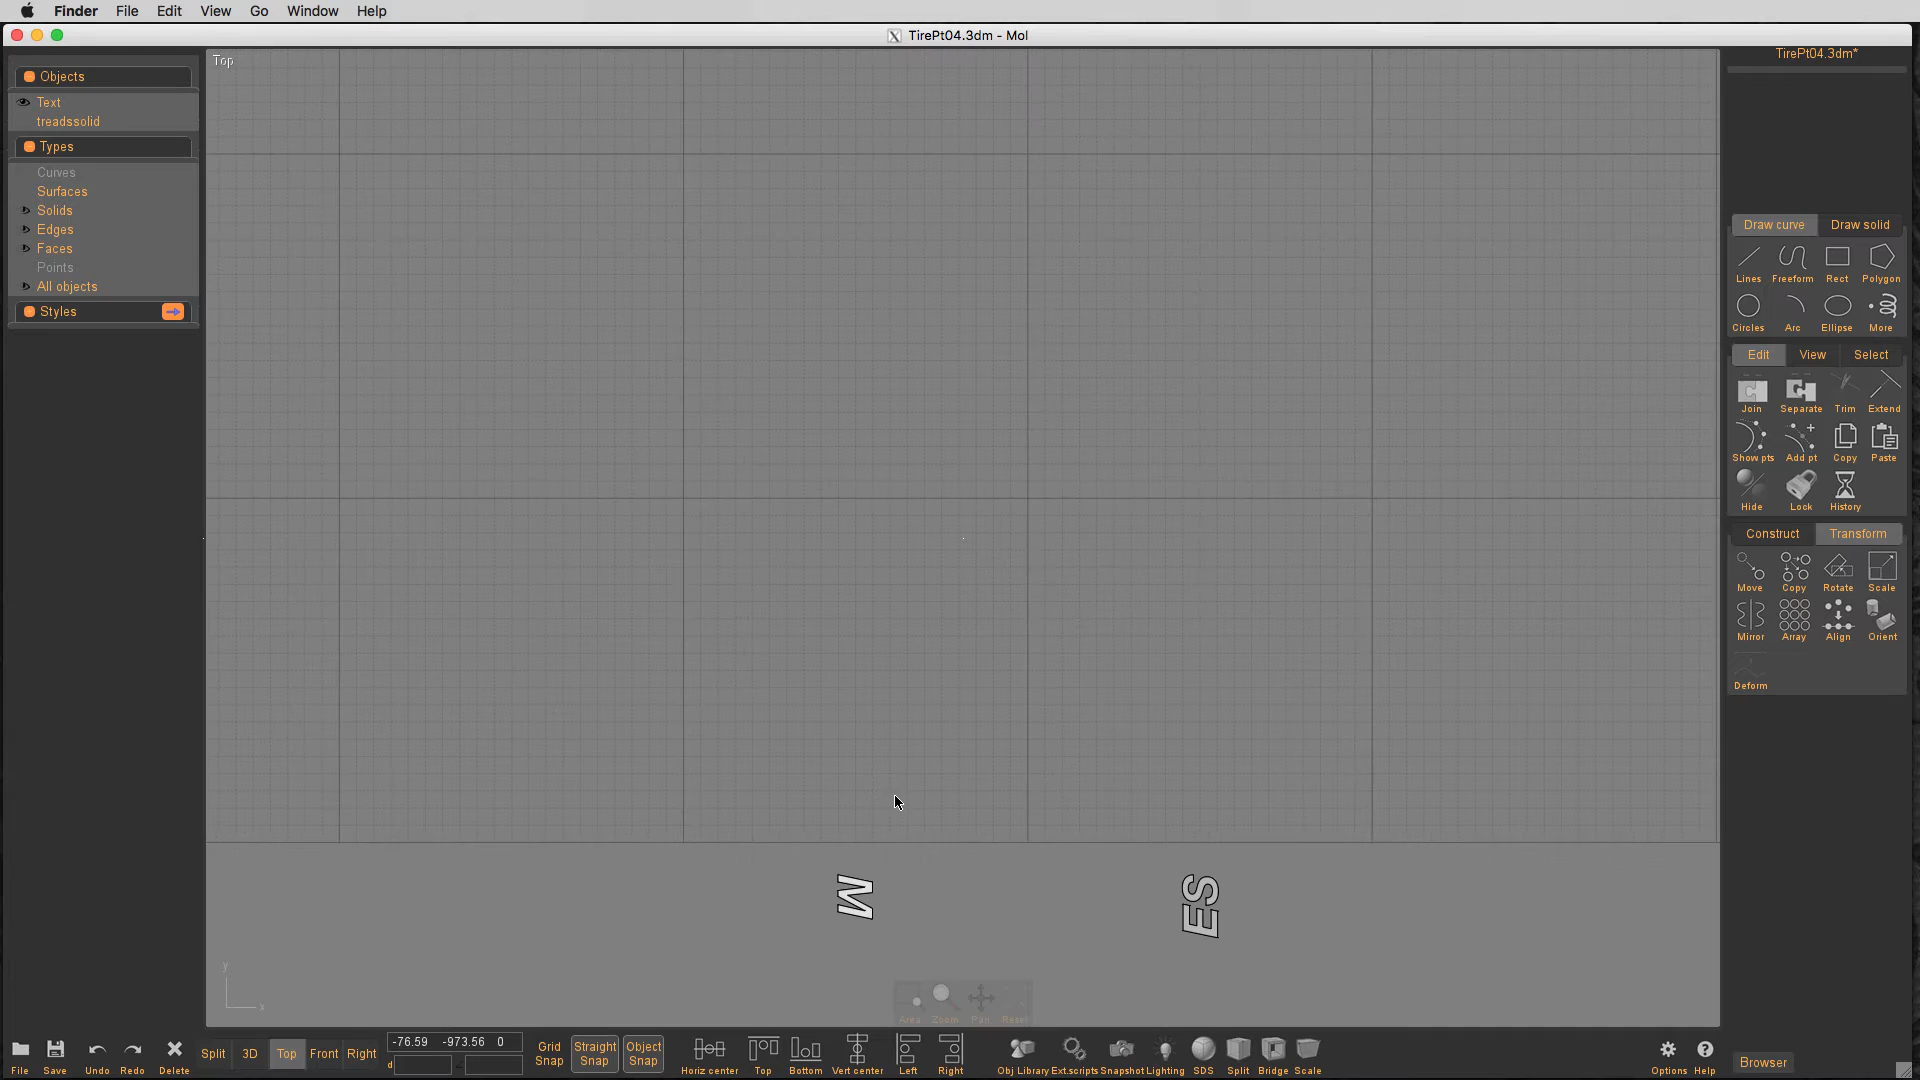 Finder File Edit View Go Window Help
TirePt04.3dm - MoI
Top
TirePt04.3dm*
Objects
Text
treadssolid
Types
Curves
Surfaces
Solids
Edges
Faces
Points
All objects
Styles
Draw curve Draw solid
Lines Freeform Rect Polygon
Circles Arc Ellipse More
Edit View Select
Join Separate Trim Extend
Show pts Add pt Copy Paste
Hide Lock History
Construct Transform
Move Copy Rotate Scale
Mirror Array Align Orient
Deform
M ES
y
x
Area Zoom Pan Reset
File Save Undo Redo Delete
Split 3D Top Front Right
-76.59 -973.56 0
d
Grid Snap Straight Snap Object Snap
Horiz center Top Bottom Vert center Left Right
Obj Library Ext.scripts Snapshot Lighting SDS Split Bridge Scale
Options Help
Browser